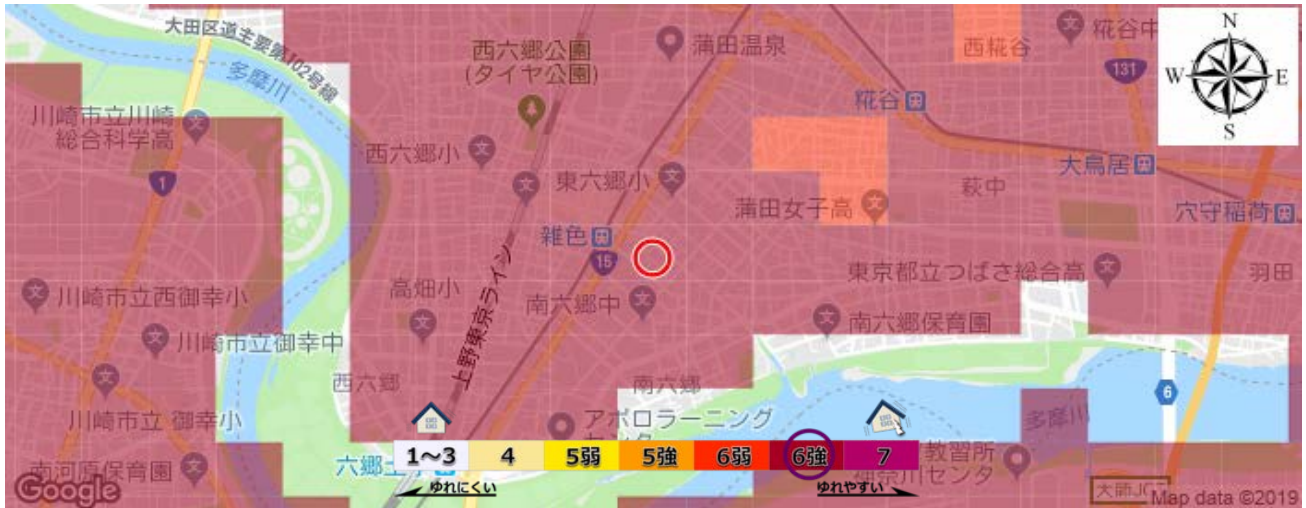 大田区道主要第102号線
多摩川
川崎市立川崎
総合科学高
1
西六郷公園
(タイヤ公園)
蒲田温泉
西糀谷
糀谷中
131
N
W
E
S
糀谷
大鳥居
西六郷小
東六郷小
萩中
蒲田女子高
穴守稲荷
雑色
15
東京都立つばさ総合高
羽田
川崎市立西御幸小
高畑小
上野東京ライン
南六郷中
南六郷保育園
川崎市立御幸中
西六郷
南六郷
川崎市立 御幸小
アポロラーニング
6
多摩川
1～3
4
5弱
5強
6弱
6強
7
ゆれにくい
ゆれやすい
南河原保育園
六郷土
教習所
神奈川センタ
大師JCT
Google
Map data ©2019